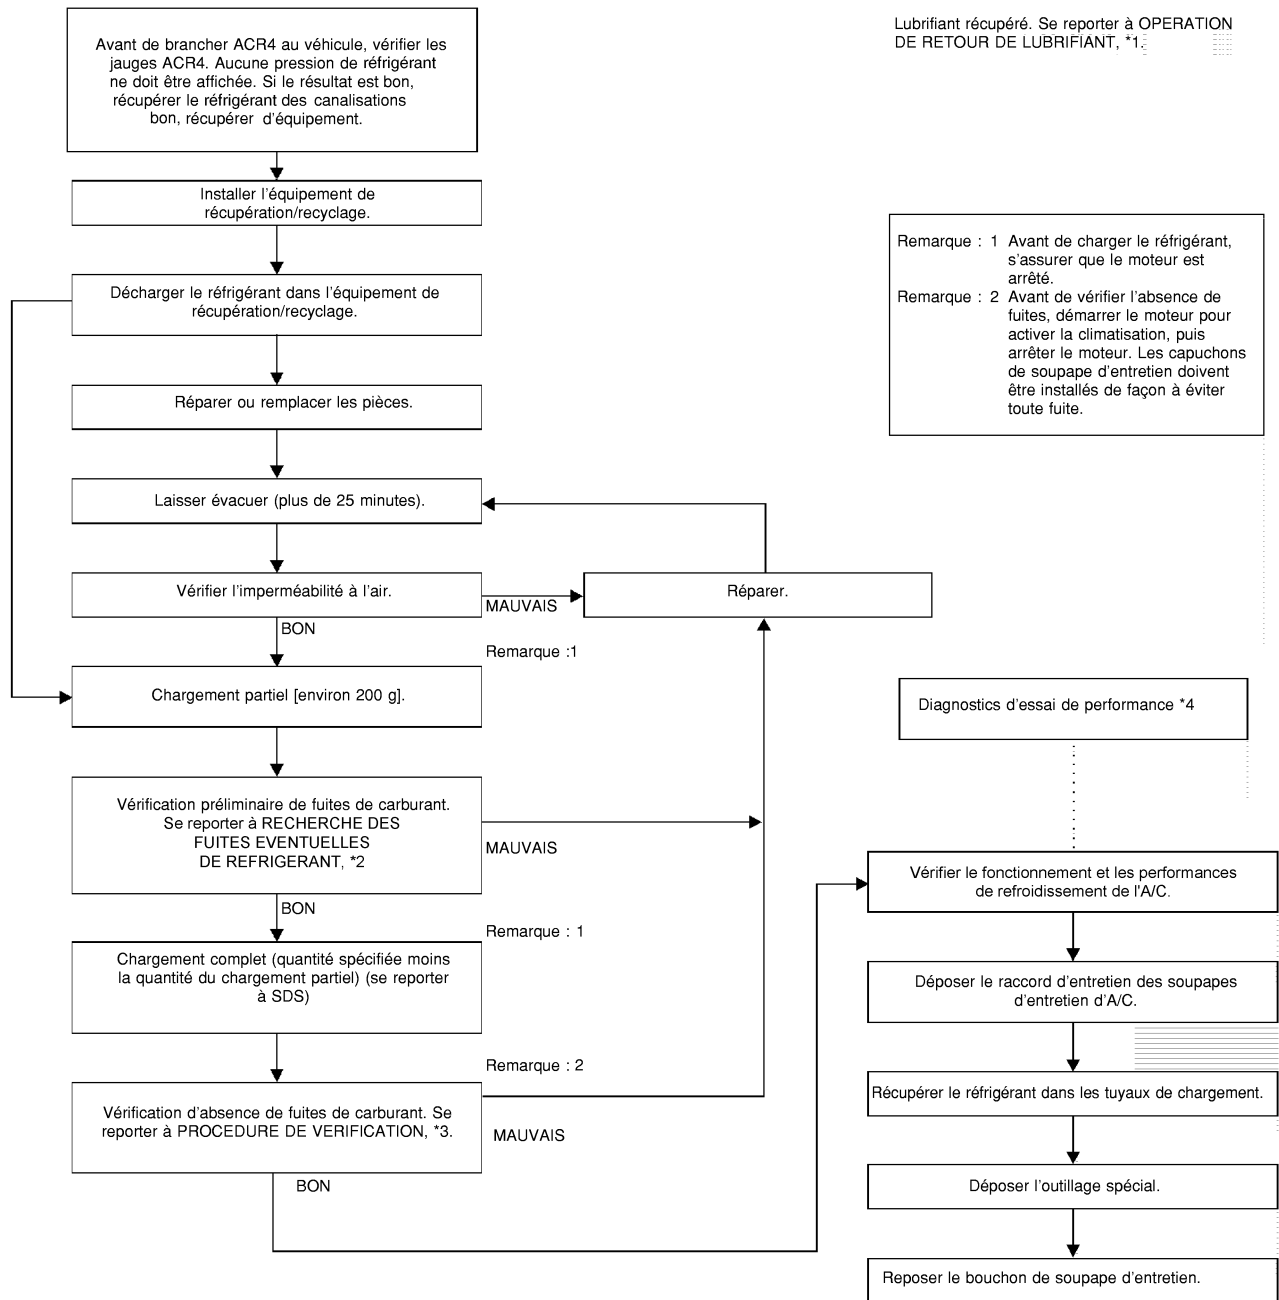 Avant de brancher ACR4 au véhicule, vérifier les
jauges ACR4. Aucune pression de réfrigérant
ne doit être affichée. Si le résultat est bon,
récupérer le réfrigérant des canalisations
bon, récupérer d'équipement.
Lubrifiant récupéré. Se reporter à OPERATION
DE RETOUR DE LUBRIFIANT, *1.
Installer l'équipement de
récupération/recyclage.
Décharger le réfrigérant dans l'équipement de
récupération/recyclage.
Réparer ou remplacer les pièces.
Remarque : 1 Avant de charger le réfrigérant,
s'assurer que le moteur est
arrêté.
Remarque : 2 Avant de vérifier l'absence de
fuites, démarrer le moteur pour
activer la climatisation, puis
arrêter le moteur. Les capuchons
de soupape d'entretien doivent
être installés de façon à éviter
toute fuite.
Laisser évacuer (plus de 25 minutes).
Vérifier l'imperméabilité à l'air.
MAUVAIS
Réparer.
BON
Remarque :1
Chargement partiel [environ 200 g].
Vérification préliminaire de fuites de carburant.
Se reporter à RECHERCHE DES
FUITES EVENTUELLES
DE REFRIGERANT, *2
MAUVAIS
BON
Remarque : 1
Chargement complet (quantité spécifiée moins
la quantité du chargement partiel) (se reporter
à SDS)
Remarque : 2
Vérification d'absence de fuites de carburant. Se
reporter à PROCEDURE DE VERIFICATION, *3.
MAUVAIS
BON
Diagnostics d'essai de performance *4
Vérifier le fonctionnement et les performances
de refroidissement de l'A/C.
Déposer le raccord d'entretien des soupapes
d'entretien d'A/C.
Récupérer le réfrigérant dans les tuyaux de chargement.
Déposer l'outillage spécial.
Reposer le bouchon de soupape d'entretien.